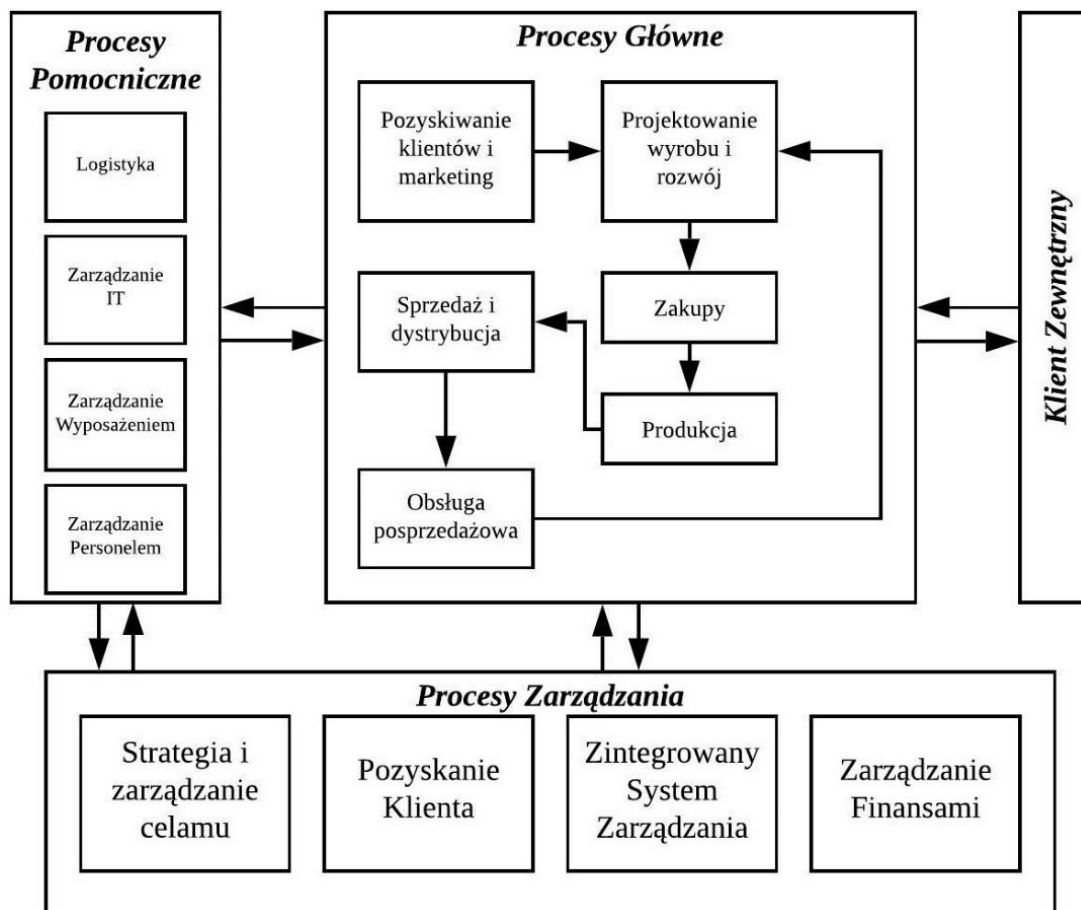 Procesy
Pomocniczne
Logistyka
Zarządzanie
IT
Zarządzanie
Wyposażeniem
Zarządzanie
Personelem
Procesy Główne
Pozyskiwanie
klientów i
marketing
Projektowanie
wyrobu i
rozwój
Sprzedaż i
dystrybucja
Zakupy
Produkcja
Obsługa
posprzedażowa
Klient Zewnętrzny
Procesy Zarządzania
Strategia i
zarządzanie
celamu
Pozyskanie
Klienta
Zintegrowany
System
Zarządzania
Zarządzanie
Finansami